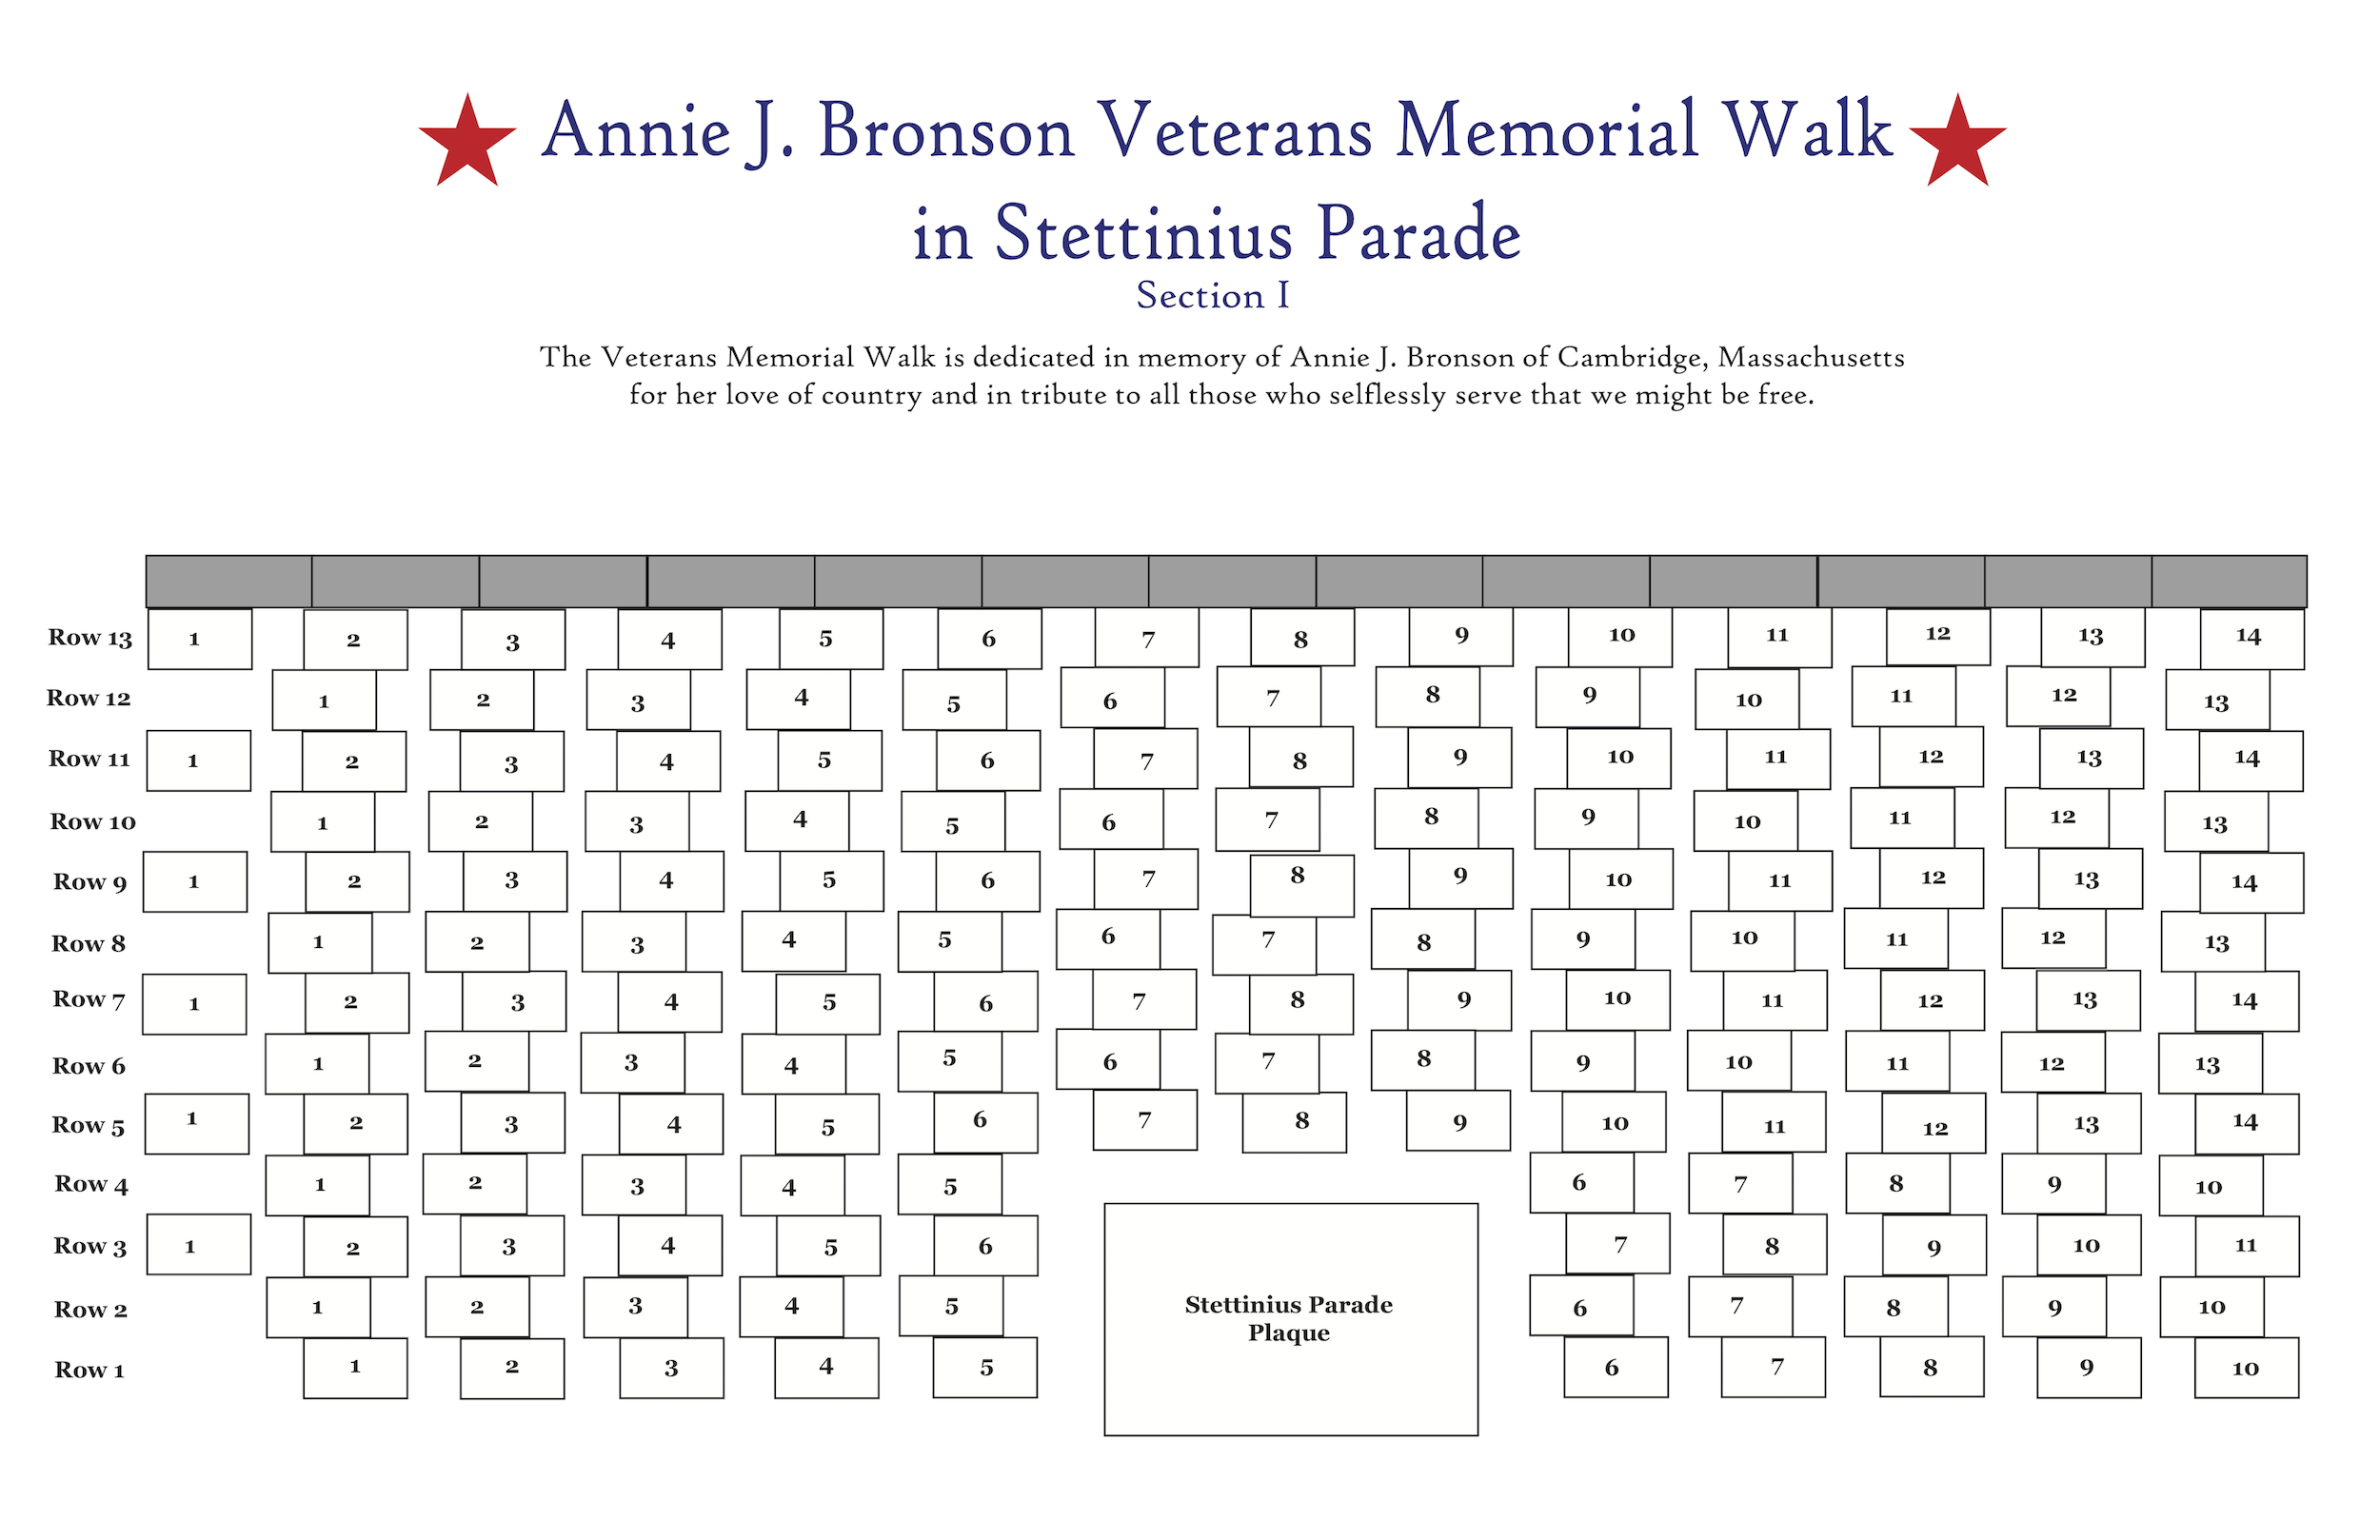 Annie J. Bronson Veterans Memorial Walk
in Stettinius Parade
Section I
The Veterans Memorial Walk is dedicated in memory of Annie J. Bronson of Cambridge, Massachusetts
for her love of country and in tribute to all those who selflessly serve that we might be free.
Row 13 1 2 3 4 5 6 7 8 9 10 11 12 13 14
Row 12 1 2 3 4 5 6 7 8 9 10 11 12 13
Row 11 1 2 3 4 5 6 7 8 9 10 11 12 13 14
Row 10 1 2 3 4 5 6 7 8 9 10 11 12 13
Row 9 1 2 3 4 5 6 7 8 9 10 11 12 13 14
Row 8 1 2 3 4 5 6 7 8 9 10 11 12 13
Row 7 1 2 3 4 5 6 7 8 9 10 11 12 13 14
Row 6 1 2 3 4 5 6 7 8 9 10 11 12 13
Row 5 1 2 3 4 5 6 7 8 9 10 11 12 13 14
Row 4 1 2 3 4 5 6 7 8 9 10
Row 3 1 2 3 4 5 6 7 8 9 10 11
Row 2 1 2 3 4 5 6 7 8 9 10
Stettinius Parade
Plaque
Row 1 1 2 3 4 5 6 7 8 9 10